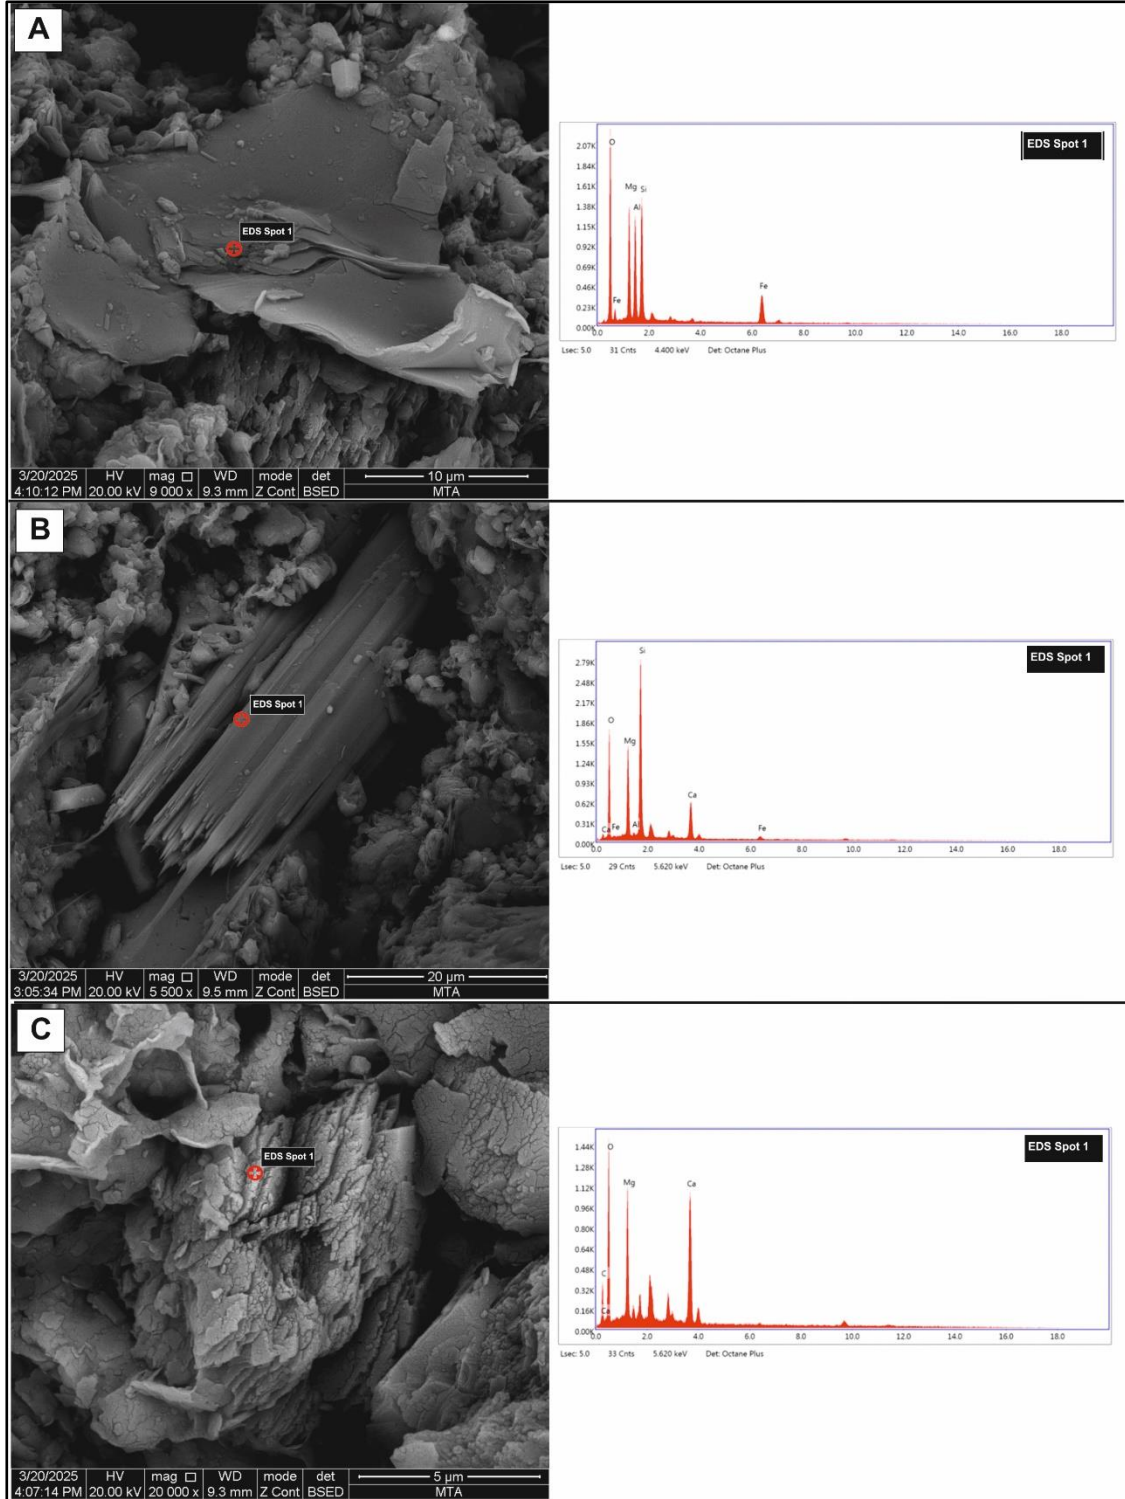 A
EDS Spot 1
3/20/2025 HV mag WD mode det 10 µm
4:10:12 PM 20.00 kV 9 000 x 9.3 mm Z Cont BSED MTA
EDS Spot 1
2.07K
1.84K
1.61K
1.38K
1.15K
0.92K
0.69K
0.46K
0.23K
0.00K
O
Mg
Al
Si
Fe
Fe
0.0 2.0 4.0 6.0 8.0 10.0 12.0 14.0 16.0 18.0
Lsec: 5.0 31 Cnts 4.400 keV Det: Octane Plus
B
EDS Spot 1
3/20/2025 HV mag WD mode det 20 µm
3:05:34 PM 20.00 kV 5 500 x 9.5 mm Z Cont BSED MTA
EDS Spot 1
2.79K
2.48K
2.17K
1.86K
1.55K
1.24K
0.93K
0.62K
0.31K
0.00K
Si
O
Mg
Ca
Ca
Fe
Al
Fe
0.0 2.0 4.0 6.0 8.0 10.0 12.0 14.0 16.0 18.0
Lsec: 5.0 29 Cnts 5.620 keV Det: Octane Plus
C
EDS Spot 1
3/20/2025 HV mag WD mode det 5 µm
4:07:14 PM 20.00 kV 20 000 x 9.3 mm Z Cont BSED MTA
EDS Spot 1
1.44K
1.28K
1.12K
0.96K
0.80K
0.64K
0.48K
0.32K
0.16K
0.00K
O
Mg
Ca
C
Ca
0.0 2.0 4.0 6.0 8.0 10.0 12.0 14.0 16.0 18.0
Lsec: 5.0 33 Cnts 5.620 keV Det: Octane Plus